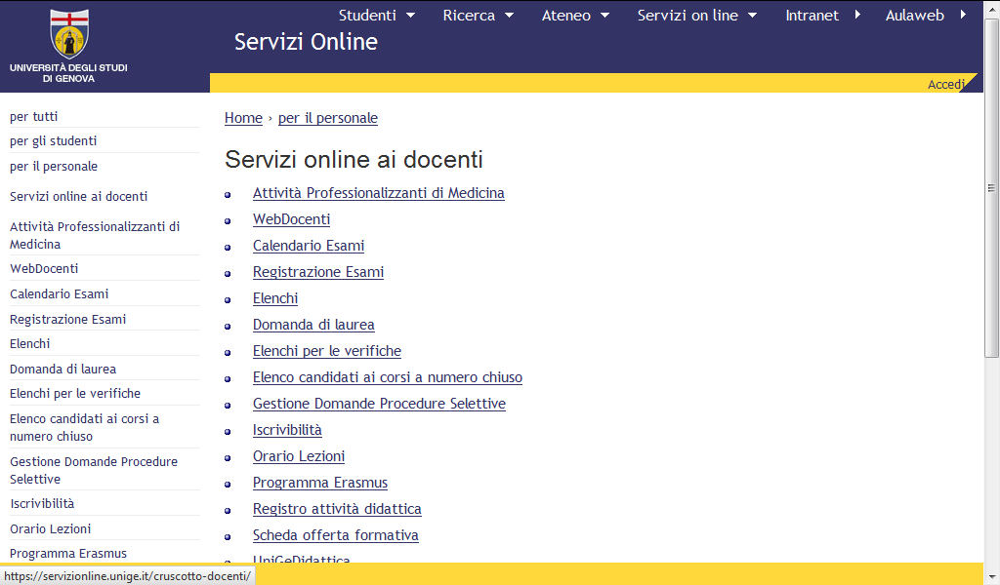 Studenti
Ricerca
Ateneo
Servizi on line
Intranet
Aulaweb
Servizi Online
UNIVERSITÀ DEGLI STUDI
DI GENOVA
Accedi
per tutti
per gli studenti
per il personale
Servizi online ai docenti
Attività Professionalizzanti di
Medicina
WebDocenti
Calendario Esami
Registrazione Esami
Elenchi
Domanda di laurea
Elenchi per le verifiche
Elenco candidati ai corsi a
numero chiuso
Gestione Domande Procedure
Selettive
Iscrivibilità
Orario Lezioni
Programma Erasmus
Home › per il personale
Servizi online ai docenti
Attività Professionalizzanti di Medicina
WebDocenti
Calendario Esami
Registrazione Esami
Elenchi
Domanda di laurea
Elenchi per le verifiche
Elenco candidati ai corsi a numero chiuso
Gestione Domande Procedure Selettive
Iscrivibilità
Orario Lezioni
Programma Erasmus
Registro attività didattica
Scheda offerta formativa
UniGeDidattica
https://servizionline.unige.it/cruscotto-docenti/